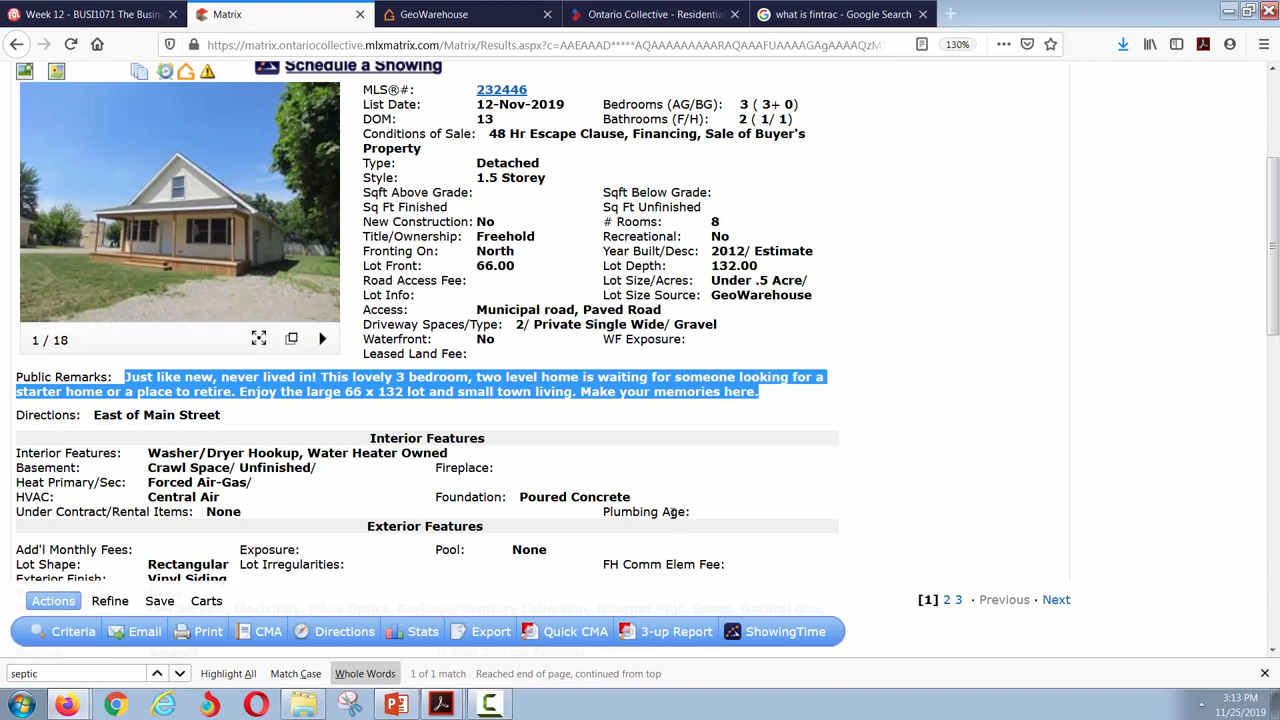 Week 12 - BUSI1071 The Busin
Matrix
GeoWarehouse
Ontario Collective - Residentia
what is fintrac - Google Search
https://matrix.ontariocollective.mlxmatrix.com/Matrix/Results.aspx?c=
130%
Schedule a Showing
MLS®#: 232446
List Date: 12-Nov-2019 Bedrooms (AG/BG): 3 ( 3+ 0)
DOM: 13 Bathrooms (F/H): 2 ( 1/ 1)
Conditions of Sale: 48 Hr Escape Clause, Financing, Sale of Buyer's
Property
Type: Detached
Style: 1.5 Storey
Sqft Above Grade: Sqft Below Grade:
Sq Ft Finished Sq Ft Unfinished
New Construction: No # Rooms: 8
Title/Ownership: Freehold Recreational: No
Fronting On: North Year Built/Desc: 2012/ Estimate
Lot Front: 66.00 Lot Depth: 132.00
Road Access Fee: Lot Size/Acres: Under .5 Acre/
Lot Info: Lot Size Source: GeoWarehouse
Access: Municipal road, Paved Road
Driveway Spaces/Type: 2/ Private Single Wide/ Gravel
Waterfront: No WF Exposure:
Leased Land Fee:
1 / 18
Public Remarks: Just like new, never lived in! This lovely 3 bedroom, two level home is waiting for someone looking for a
starter home or a place to retire. Enjoy the large 66 x 132 lot and small town living. Make your memories here.
Directions: East of Main Street
Interior Features
Interior Features: Washer/Dryer Hookup, Water Heater Owned
Basement: Crawl Space/ Unfinished/ Fireplace:
Heat Primary/Sec: Forced Air-Gas/
HVAC: Central Air Foundation: Poured Concrete
Under Contract/Rental Items: None Plumbing Age:
Exterior Features
Add'l Monthly Fees: Exposure: Pool: None
Lot Shape: Rectangular Lot Irregularities: FH Comm Elem Fee:
Exterior Finish: Vinyl Siding
Actions Refine Save Carts [1] 2 3 · Previous · Next
Criteria Email Print CMA Directions Stats Export Quick CMA 3-up Report ShowingTime
septic Highlight All Match Case Whole Words 1 of 1 match Reached end of page, continued from top
3:13 PM
11/25/2019